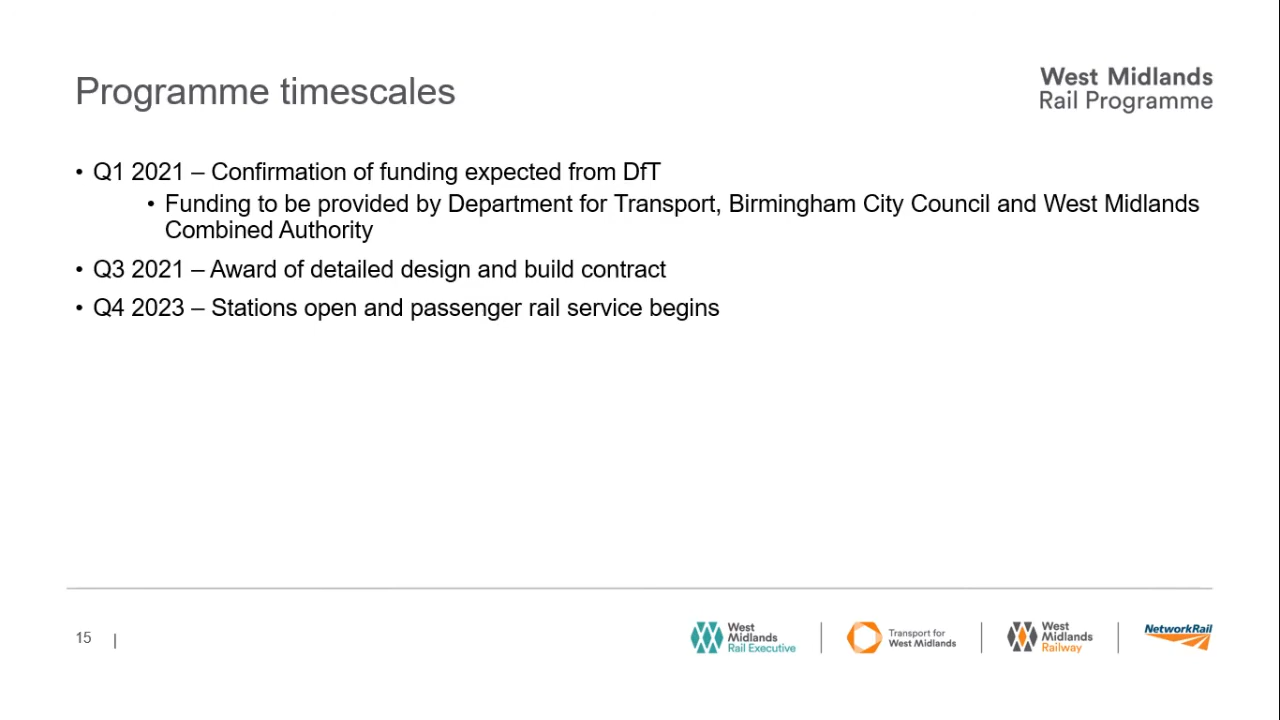 Programme timescales
West Midlands
Rail Programme
• Q1 2021 – Confirmation of funding expected from DfT
• Funding to be provided by Department for Transport, Birmingham City Council and West Midlands
Combined Authority
• Q3 2021 – Award of detailed design and build contract
• Q4 2023 – Stations open and passenger rail service begins
15 |
West
Midlands
Rail Executive
Transport for
West Midlands
West
Midlands
Railway
NetworkRail